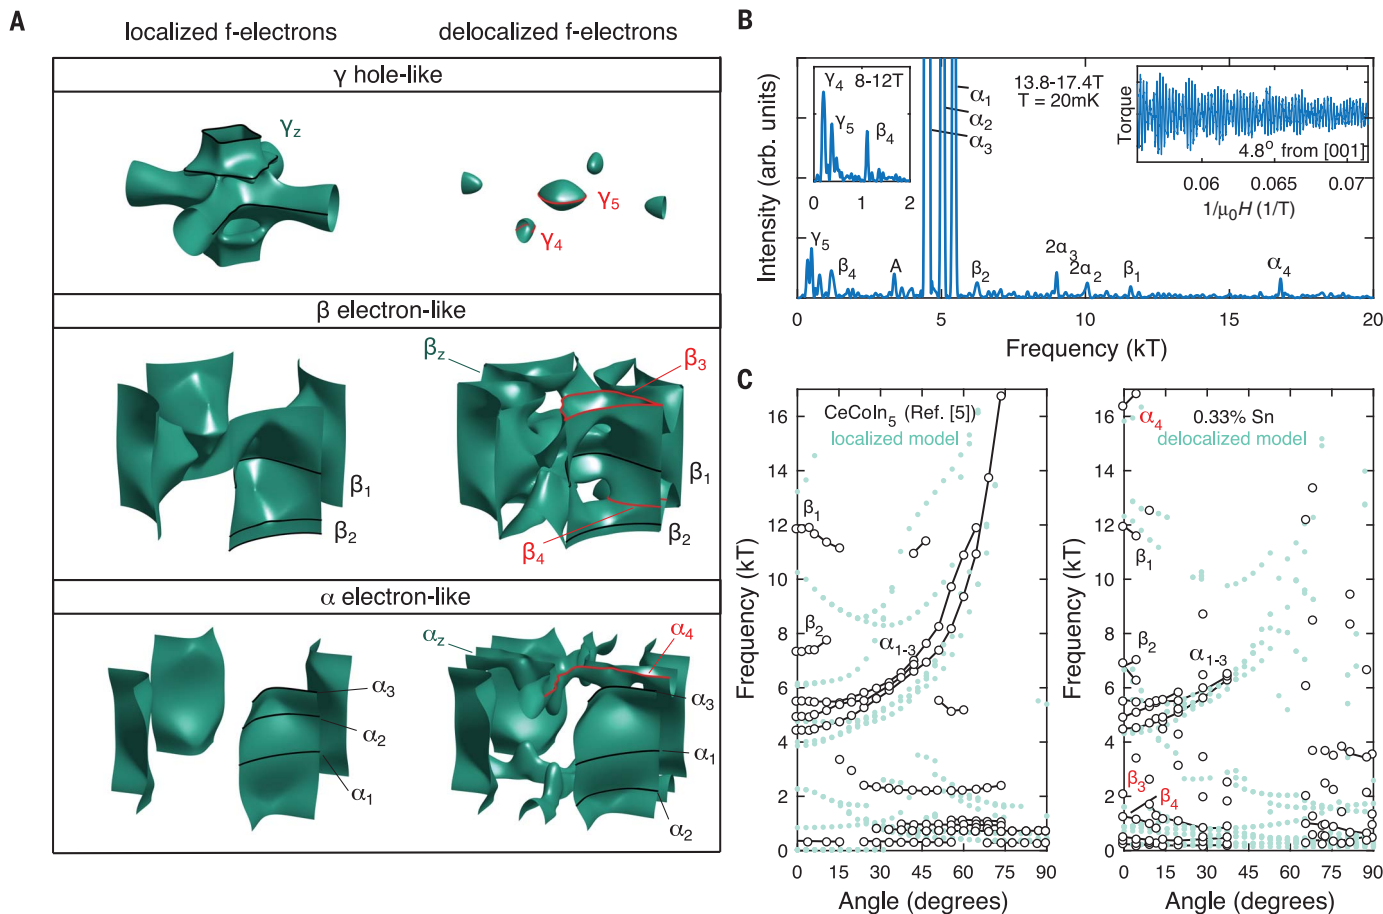 A
localized f-electrons
delocalized f-electrons
γ hole-like
γz
γ5
γ4
β electron-like
βz
β3
β1
β1
β2
β4
β2
α electron-like
αz
α4
α3
α3
α2
α1
α1
α2
α2
B
Intensity (arb. units)
γ4 8-12T
γ5
β4
0 1 2
13.8-17.4T
T = 20mK
α1
α2
α3
Torque
4.8o from [001]
0.06 0.065 0.07
1/μ0H (1/T)
γ5
β4
A
β2
2α3
2α2
β1
α4
0 5 10 15 20
Frequency (kT)
C
Frequency (kT)
16
14
12
10
8
6
4
2
0
CeCoIn5 (Ref. [5])
localized model
β1
β2
α1-3
0 15 30 45 60 75 90
Angle (degrees)
Frequency (kT)
16
14
12
10
8
6
4
2
0
0.33% Sn
delocalized model
α4
β1
β2
α1-3
β3
β4
0 15 30 45 60 75 90
Angle (degrees)